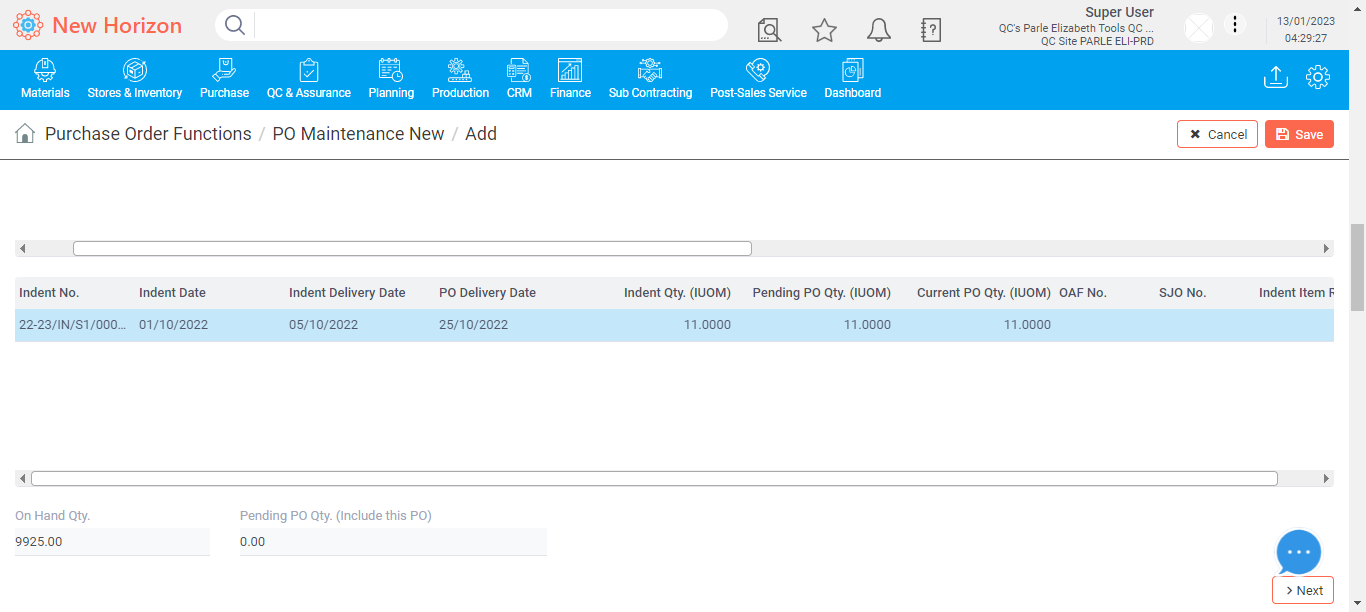 New Horizon
Super User
QC's Parle Elizabeth Tools QC ...
QC Site PARLE ELI-PRD
13/01/2023
04:29:27
Materials Stores & Inventory Purchase QC & Assurance Planning Production CRM Finance Sub Contracting Post-Sales Service Dashboard
Purchase Order Functions / PO Maintenance New / Add
Cancel Save
Indent No. Indent Date Indent Delivery Date PO Delivery Date Indent Qty. (IUOM) Pending PO Qty. (IUOM) Current PO Qty. (IUOM) OAF No. SJO No. Indent Item R
22-23/IN/S1/000... 01/10/2022 05/10/2022 25/10/2022 11.0000 11.0000 11.0000
On Hand Qty. Pending PO Qty. (Include this PO)
9925.00 0.00
Next